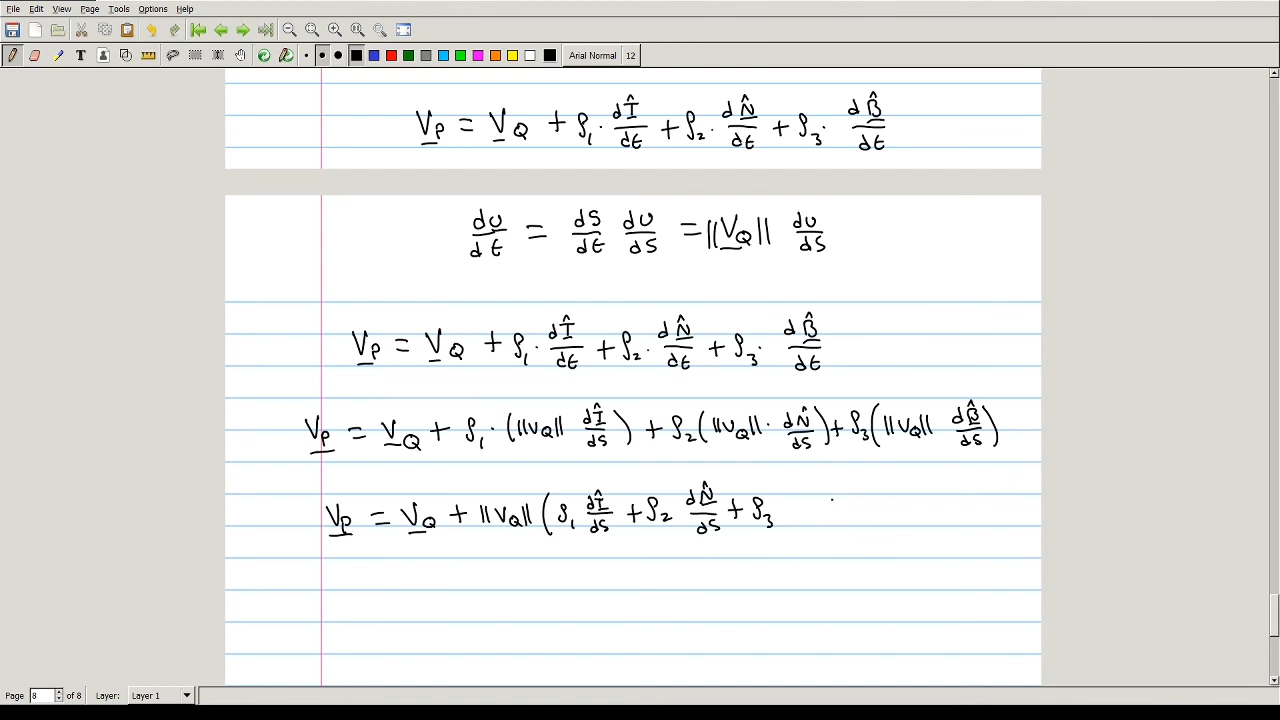 File Edit View Page Tools Options Help
Arial Normal 12
V_P = V_Q + ρ₁ · dT̂/dt + ρ₂ · dN̂/dt + ρ₃ · dB̂/dt
dU/dt = dS/dt dU/dS = ||V_Q|| dU/dS
V_P = V_Q + ρ₁ · dT̂/dt + ρ₂ · dN̂/dt + ρ₃ · dB̂/dt
V_P = V_Q + ρ₁ · (||V_Q|| dT̂/dS) + ρ₂ (||V_Q|| · dN̂/dS) + ρ₃ (||V_Q|| dB̂/dS)
V_P = V_Q + ||V_Q|| (ρ₁ dT̂/dS + ρ₂ dN̂/dS + ρ₃
Page 8 of 8 Layer: Layer 1